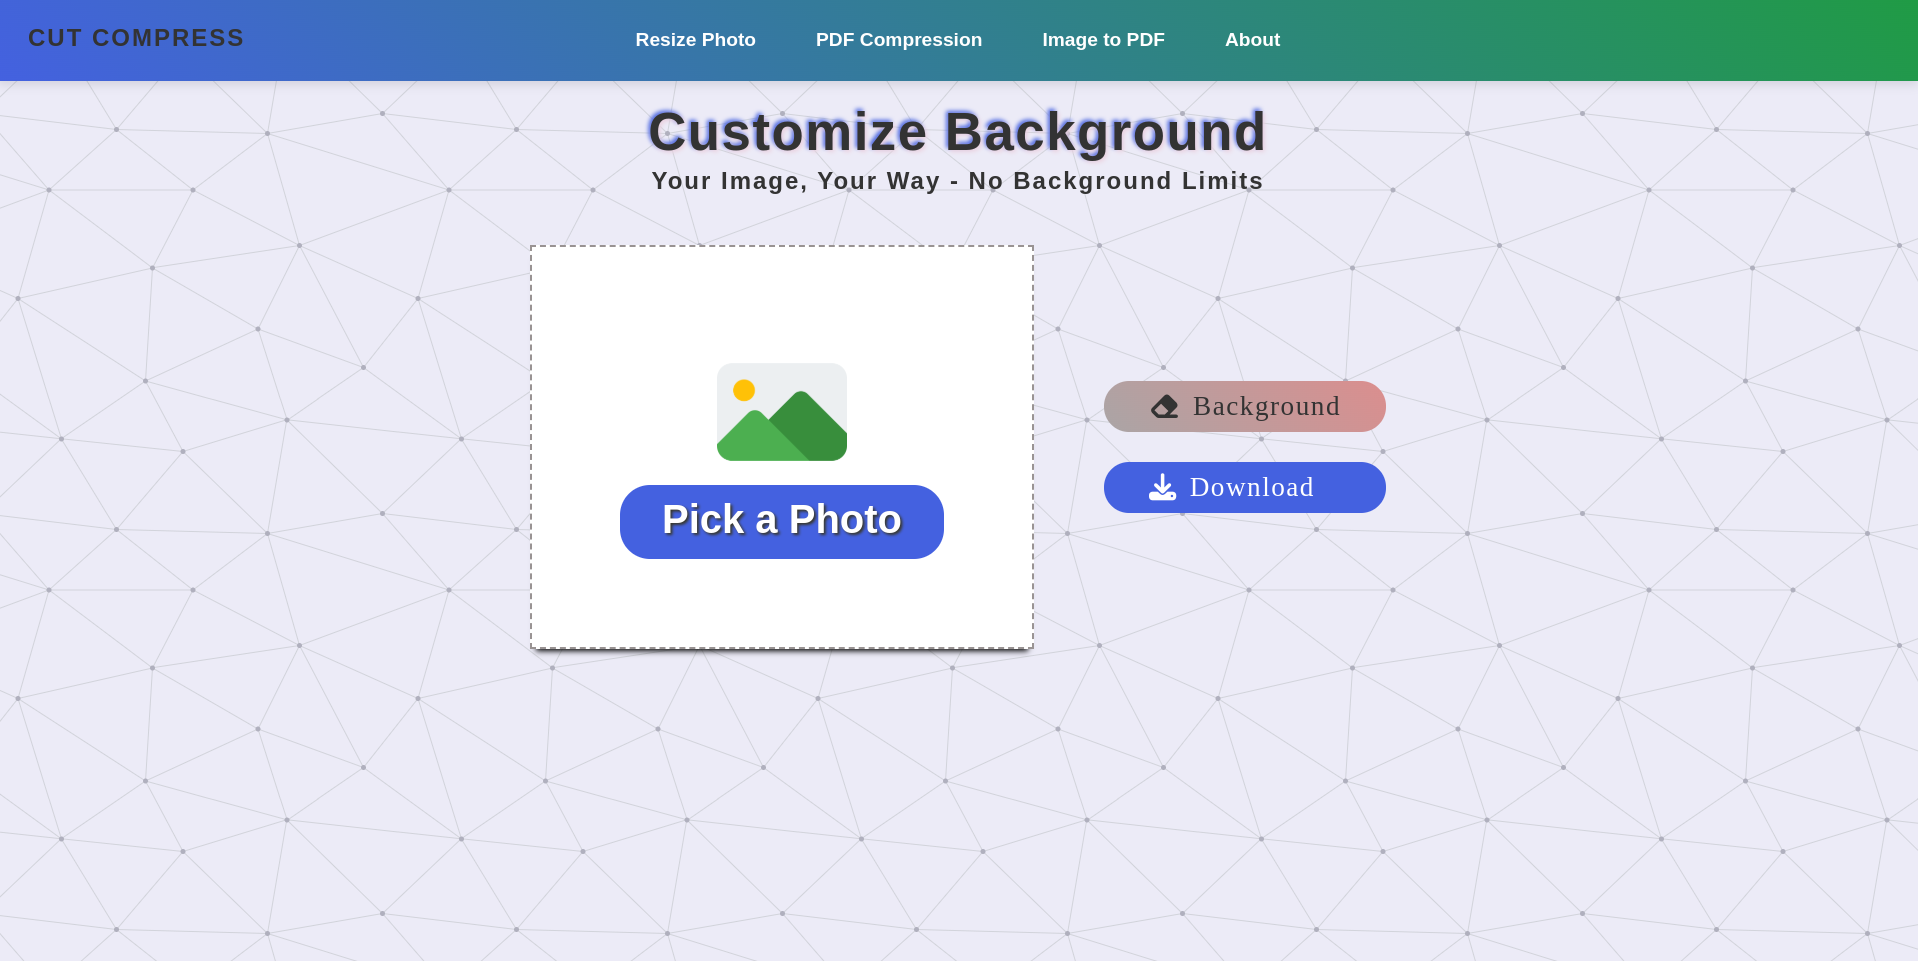 CUT COMPRESS
Resize Photo PDF Compression Image to PDF About
Customize Background
Your Image, Your Way - No Background Limits
Pick a Photo
Background
Download